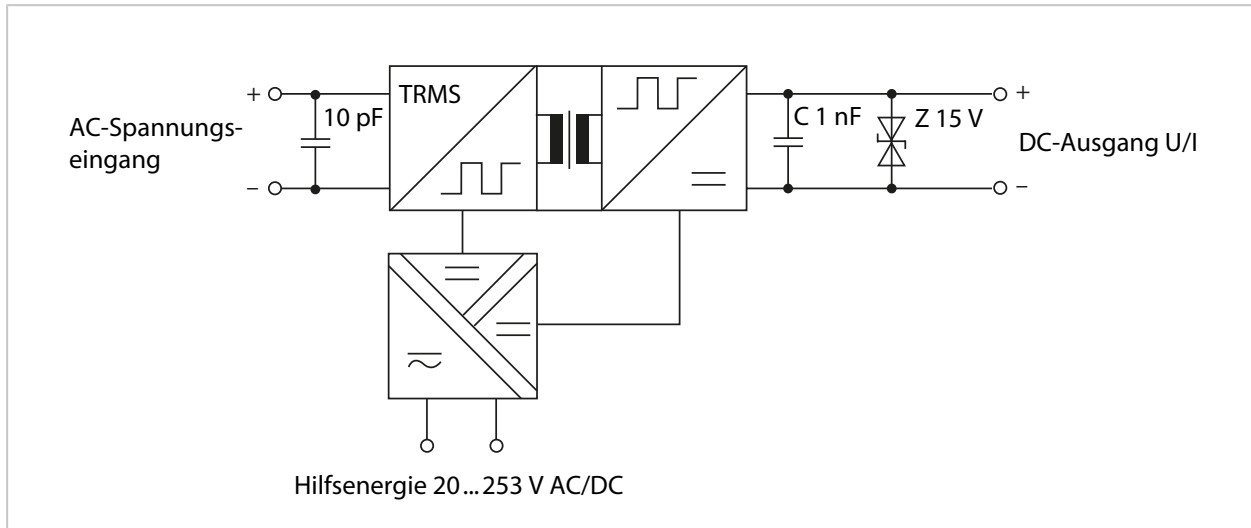 +
TRMS
10 pF
AC-Spannungs-
eingang
−
C 1 nF
Z 15 V
+
DC-Ausgang U/I
−
Hilfsenergie 20 ... 253 V AC/DC